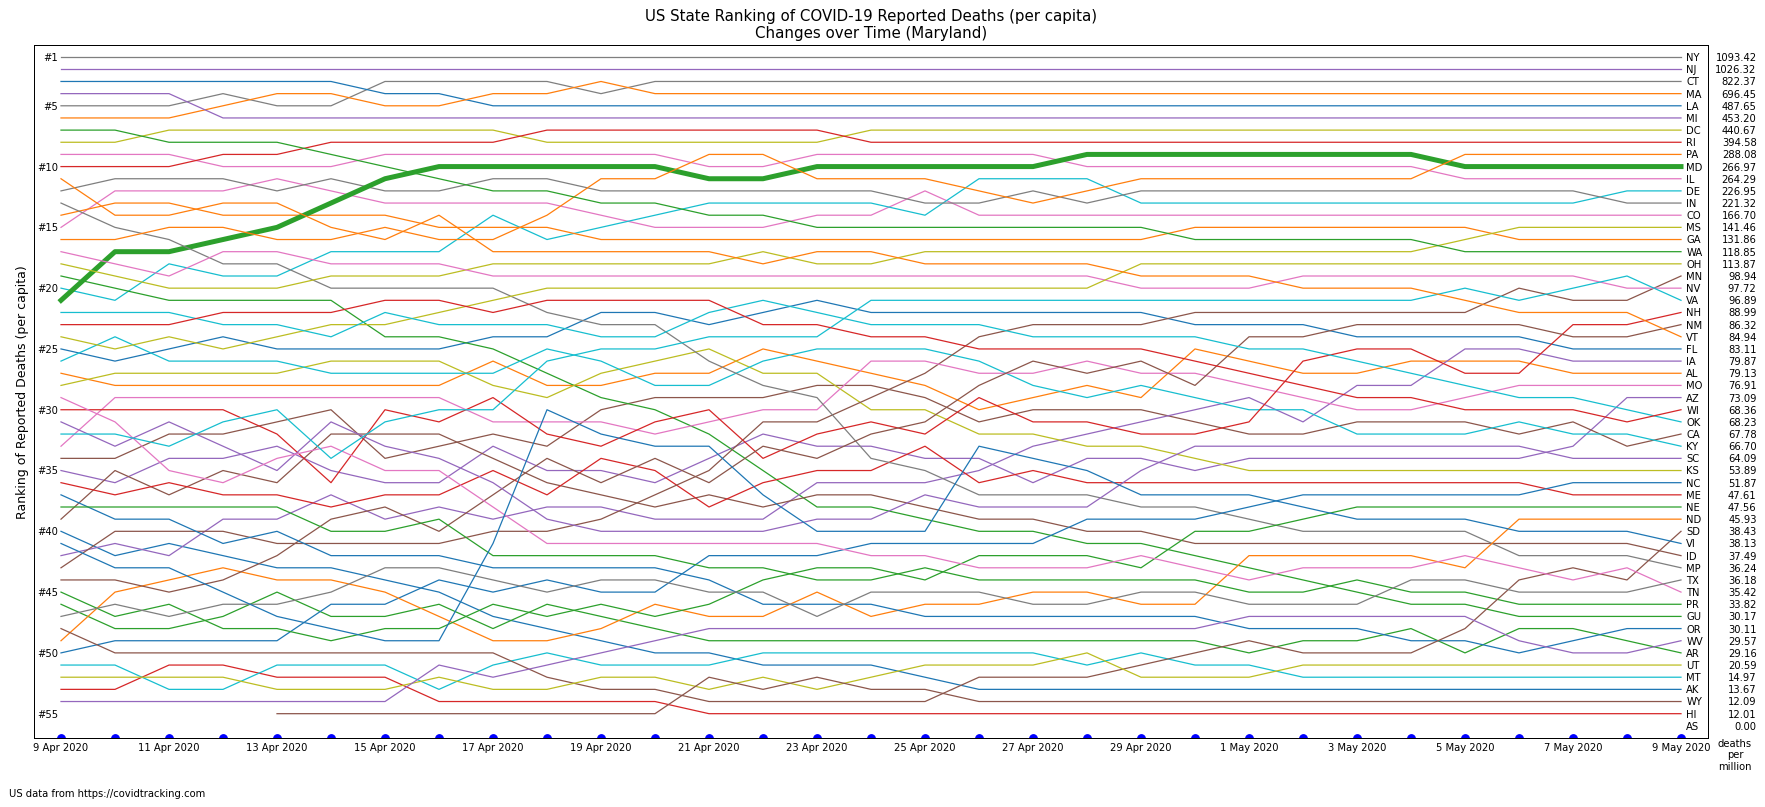 US State Ranking of COVID-19 Reported Deaths (per capita)
Changes over Time (Maryland)
Ranking of Reported Deaths (per capita)
#1
#5
#10
#15
#20
#25
#30
#35
#40
#45
#50
#55
NY 1093.42
NJ 1026.32
CT 822.37
MA 696.45
LA 487.65
MI 453.20
DC 440.67
RI 394.58
PA 288.08
MD 266.97
IL 264.29
DE 226.95
IN 221.32
CO 166.70
MS 141.46
GA 131.86
WA 118.85
OH 113.87
MN 98.94
NV 97.72
VA 96.89
NH 88.99
NM 86.32
VT 84.94
FL 83.11
IA 79.87
AL 79.13
MO 76.91
AZ 73.09
WI 68.36
OK 68.23
CA 67.78
KY 66.70
SC 64.09
KS 53.89
NC 51.87
ME 47.61
NE 47.56
ND 45.93
SD 38.43
VI 38.13
ID 37.49
MP 36.24
TX 36.18
TN 35.42
PR 33.82
GU 30.17
OR 30.11
WV 29.57
AR 29.16
UT 20.59
MT 14.97
AK 13.67
WY 12.09
HI 12.01
AS 0.00
9 Apr 2020 11 Apr 2020 13 Apr 2020 15 Apr 2020 17 Apr 2020 19 Apr 2020 21 Apr 2020 23 Apr 2020 25 Apr 2020 27 Apr 2020 29 Apr 2020 1 May 2020 3 May 2020 5 May 2020 7 May 2020 9 May 2020
deaths
per
million
US data from https://covidtracking.com